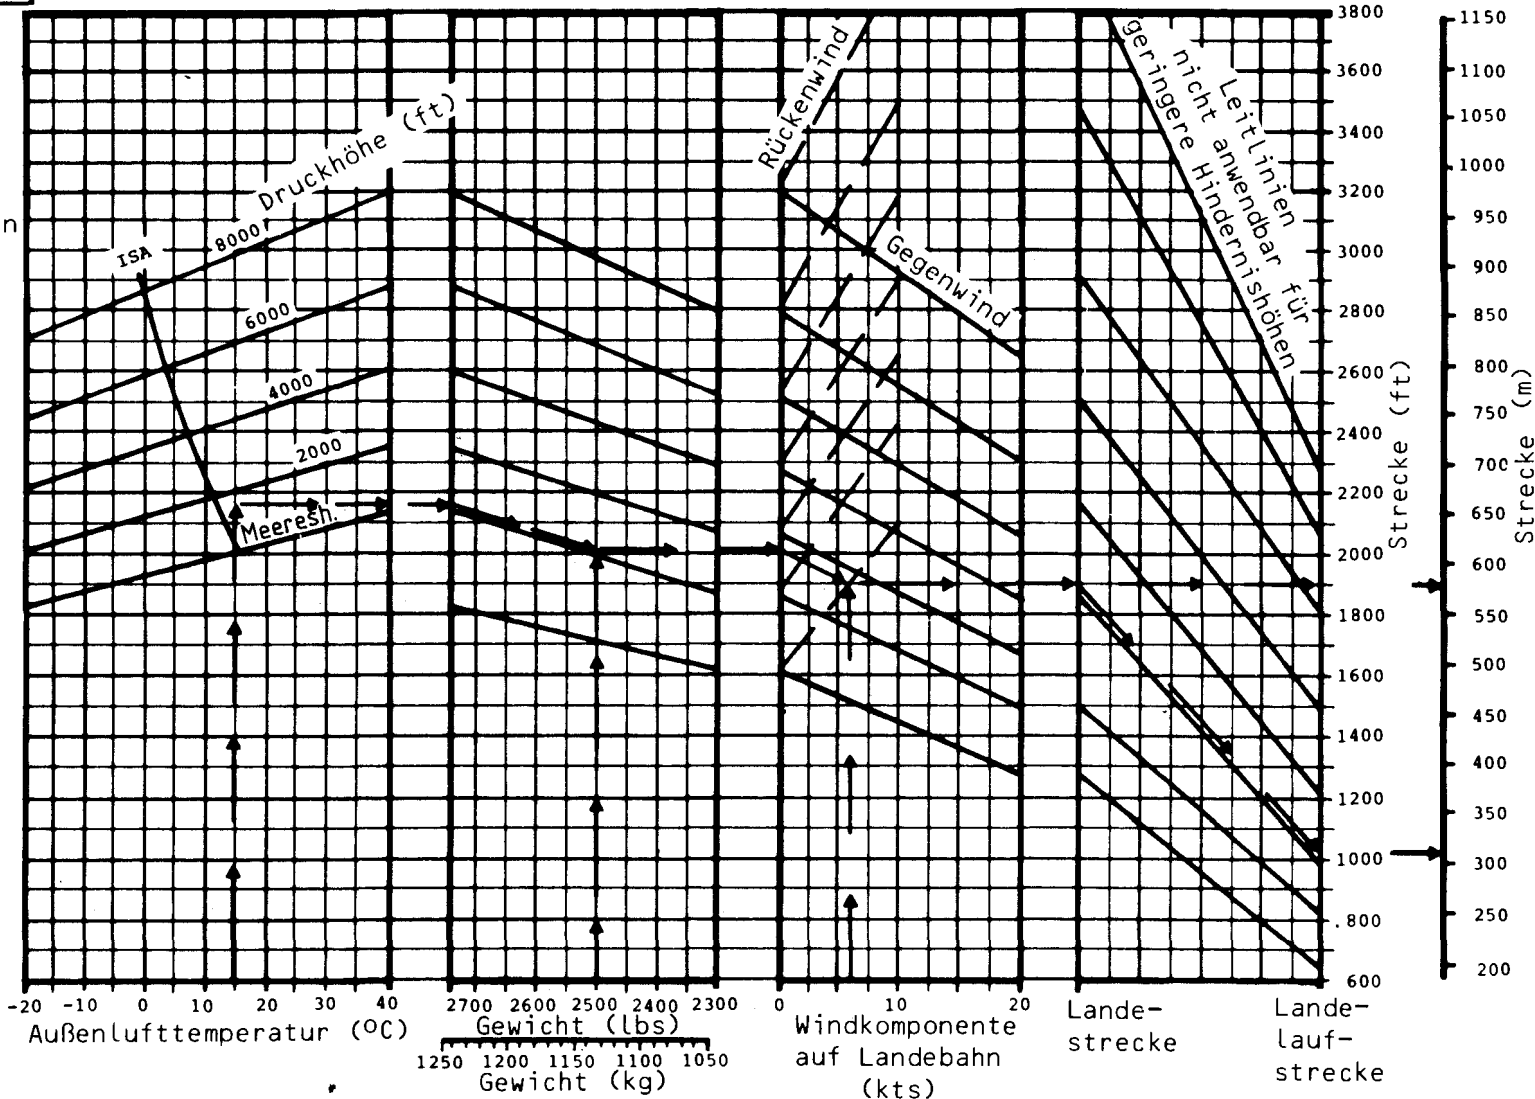 n
Druckhöhe (ft)
ISA
8000
6000
4000
2000
Meeresh.
Rückenwind
Gegenwind
Leitlinien
nicht anwendbar für
geringere Hindernishöhen
3800
3600
3400
3200
3000
2800
2600
2400
2200
2000
1800
1600
1400
1200
1000
.800
600
Strecke (ft)
1150
1100
1050
1000
950
900
850
800
750
700
650
600
550
500
450
400
350
300
250
200
Strecke (m)
-20 -10 0 10 20 30 40
Außenlufttemperatur (°C)
2700 2600 2500 2400 2300
Gewicht (lbs)
1250 1200 1150 1100 1050
Gewicht (kg)
0 10 20
Windkomponente
auf Landebahn
(kts)
Lande-
strecke
Lande-
lauf-
strecke